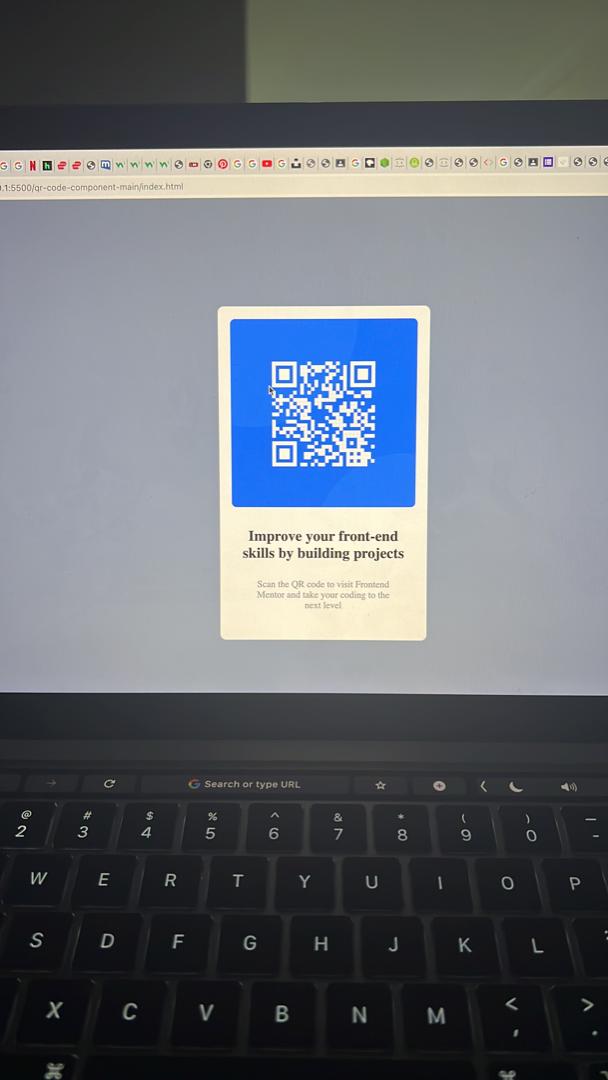 .1:5500/qr-code-component-main/index.html
Improve your front-end
skills by building projects
Scan the QR code to visit Frontend
Mentor and take your coding to the
next level
Search or type URL
@ # $ % ^ & * ( ) —
2 3 4 5 6 7 8 9 0 -
W E R T Y U I O P
S D F G H J K L
X C V B N M < >
, .
⌘ ⌘